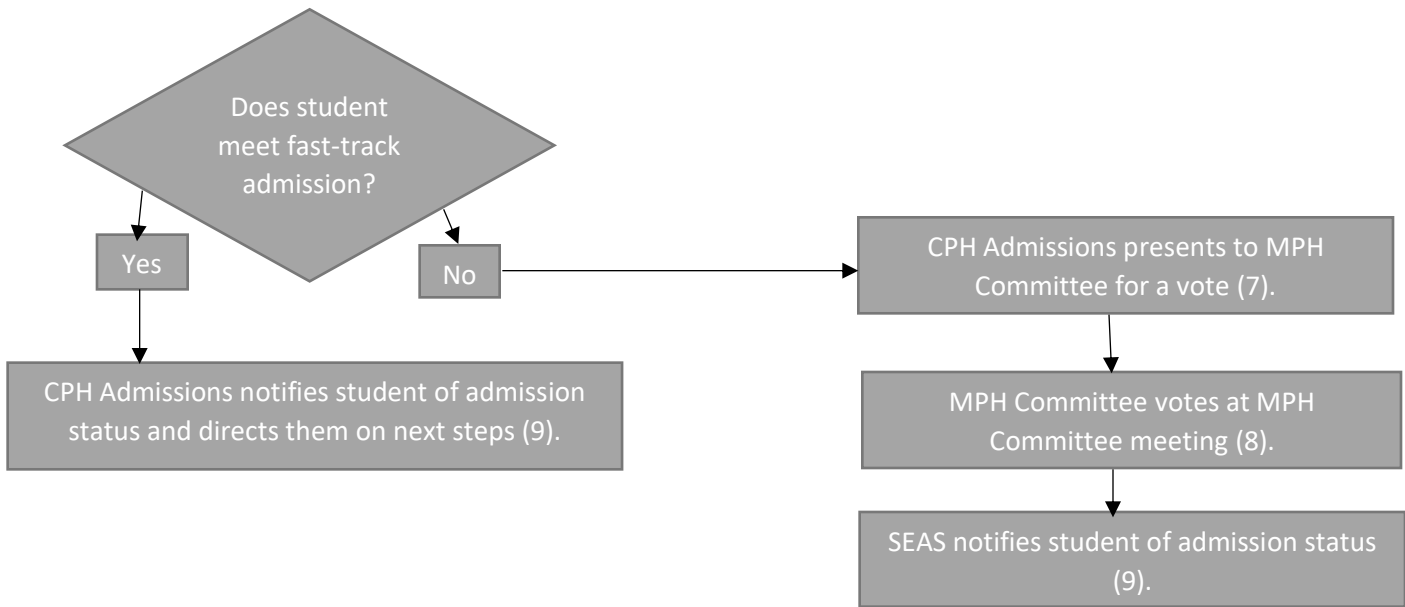 Does student
meet fast-track
admission?
Yes
No
CPH Admissions notifies student of admission
status and directs them on next steps (9).
CPH Admissions presents to MPH
Committee for a vote (7).
MPH Committee votes at MPH
Committee meeting (8).
SEAS notifies student of admission status
(9).